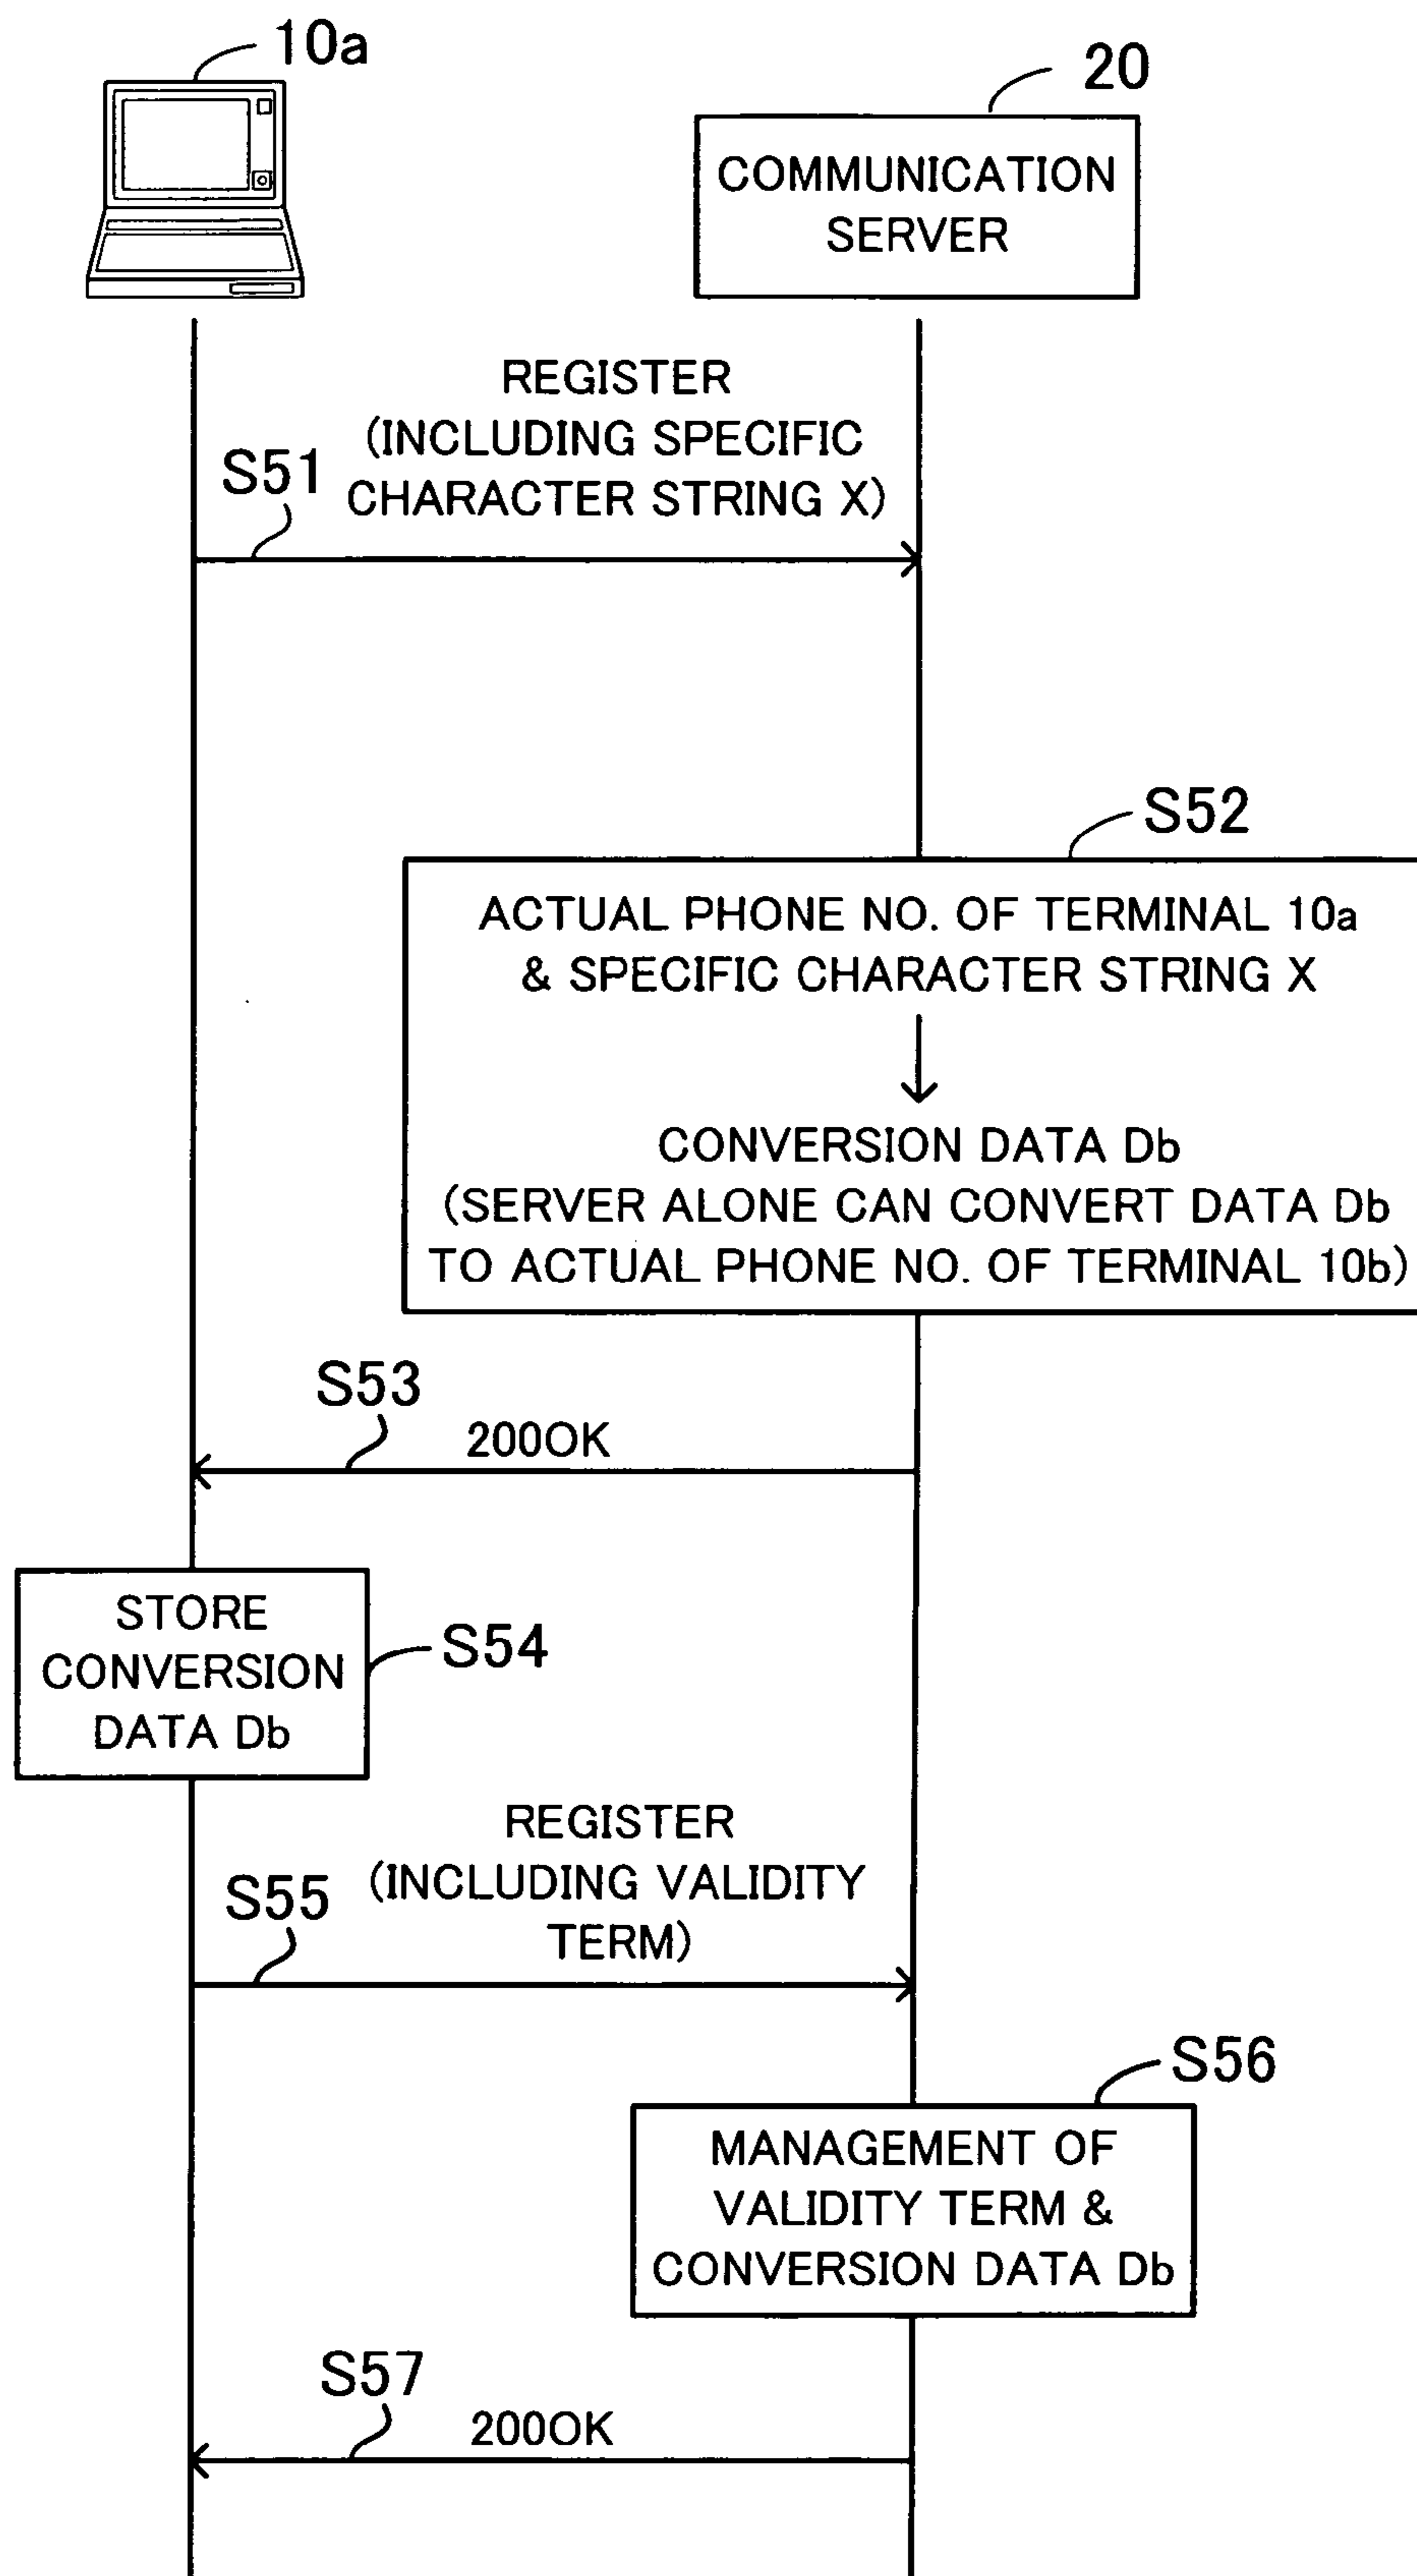 10a
20
COMMUNICATION
SERVER
REGISTER
(INCLUDING SPECIFIC
CHARACTER STRING X)
S51
S52
ACTUAL PHONE NO. OF TERMINAL 10a
& SPECIFIC CHARACTER STRING X
CONVERSION DATA Db
(SERVER ALONE CAN CONVERT DATA Db
TO ACTUAL PHONE NO. OF TERMINAL 10b)
S53
200OK
STORE
CONVERSION
DATA Db
S54
REGISTER
(INCLUDING VALIDITY
TERM)
S55
S56
MANAGEMENT OF
VALIDITY TERM &
CONVERSION DATA Db
S57
200OK